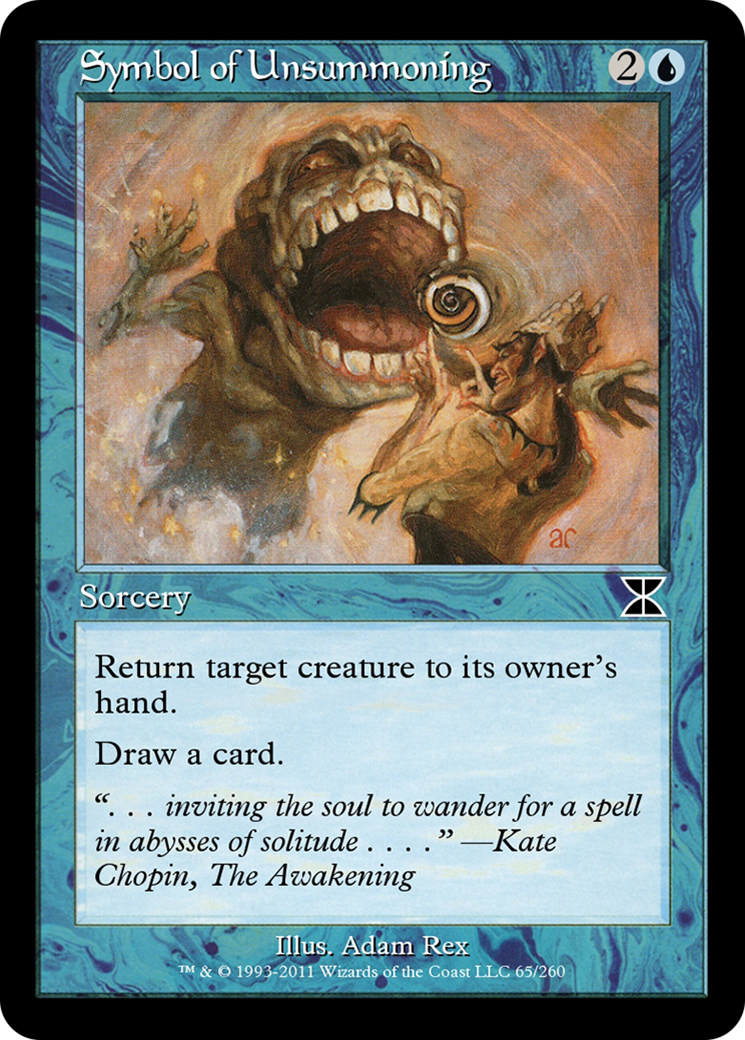 Symbol of Unsummoning 2
ar
Sorcery
Return target creature to its owner's
hand.
Draw a card.
“. . . inviting the soul to wander for a spell
in abysses of solitude . . . .” —Kate
Chopin, The Awakening
Illus. Adam Rex
™ & © 1993-2011 Wizards of the Coast LLC 65/260